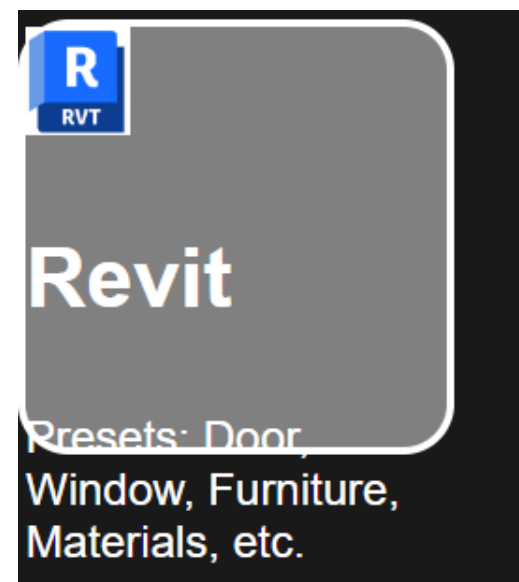 R
RVT
Revit
Presets: Door,
Window, Furniture,
Materials, etc.